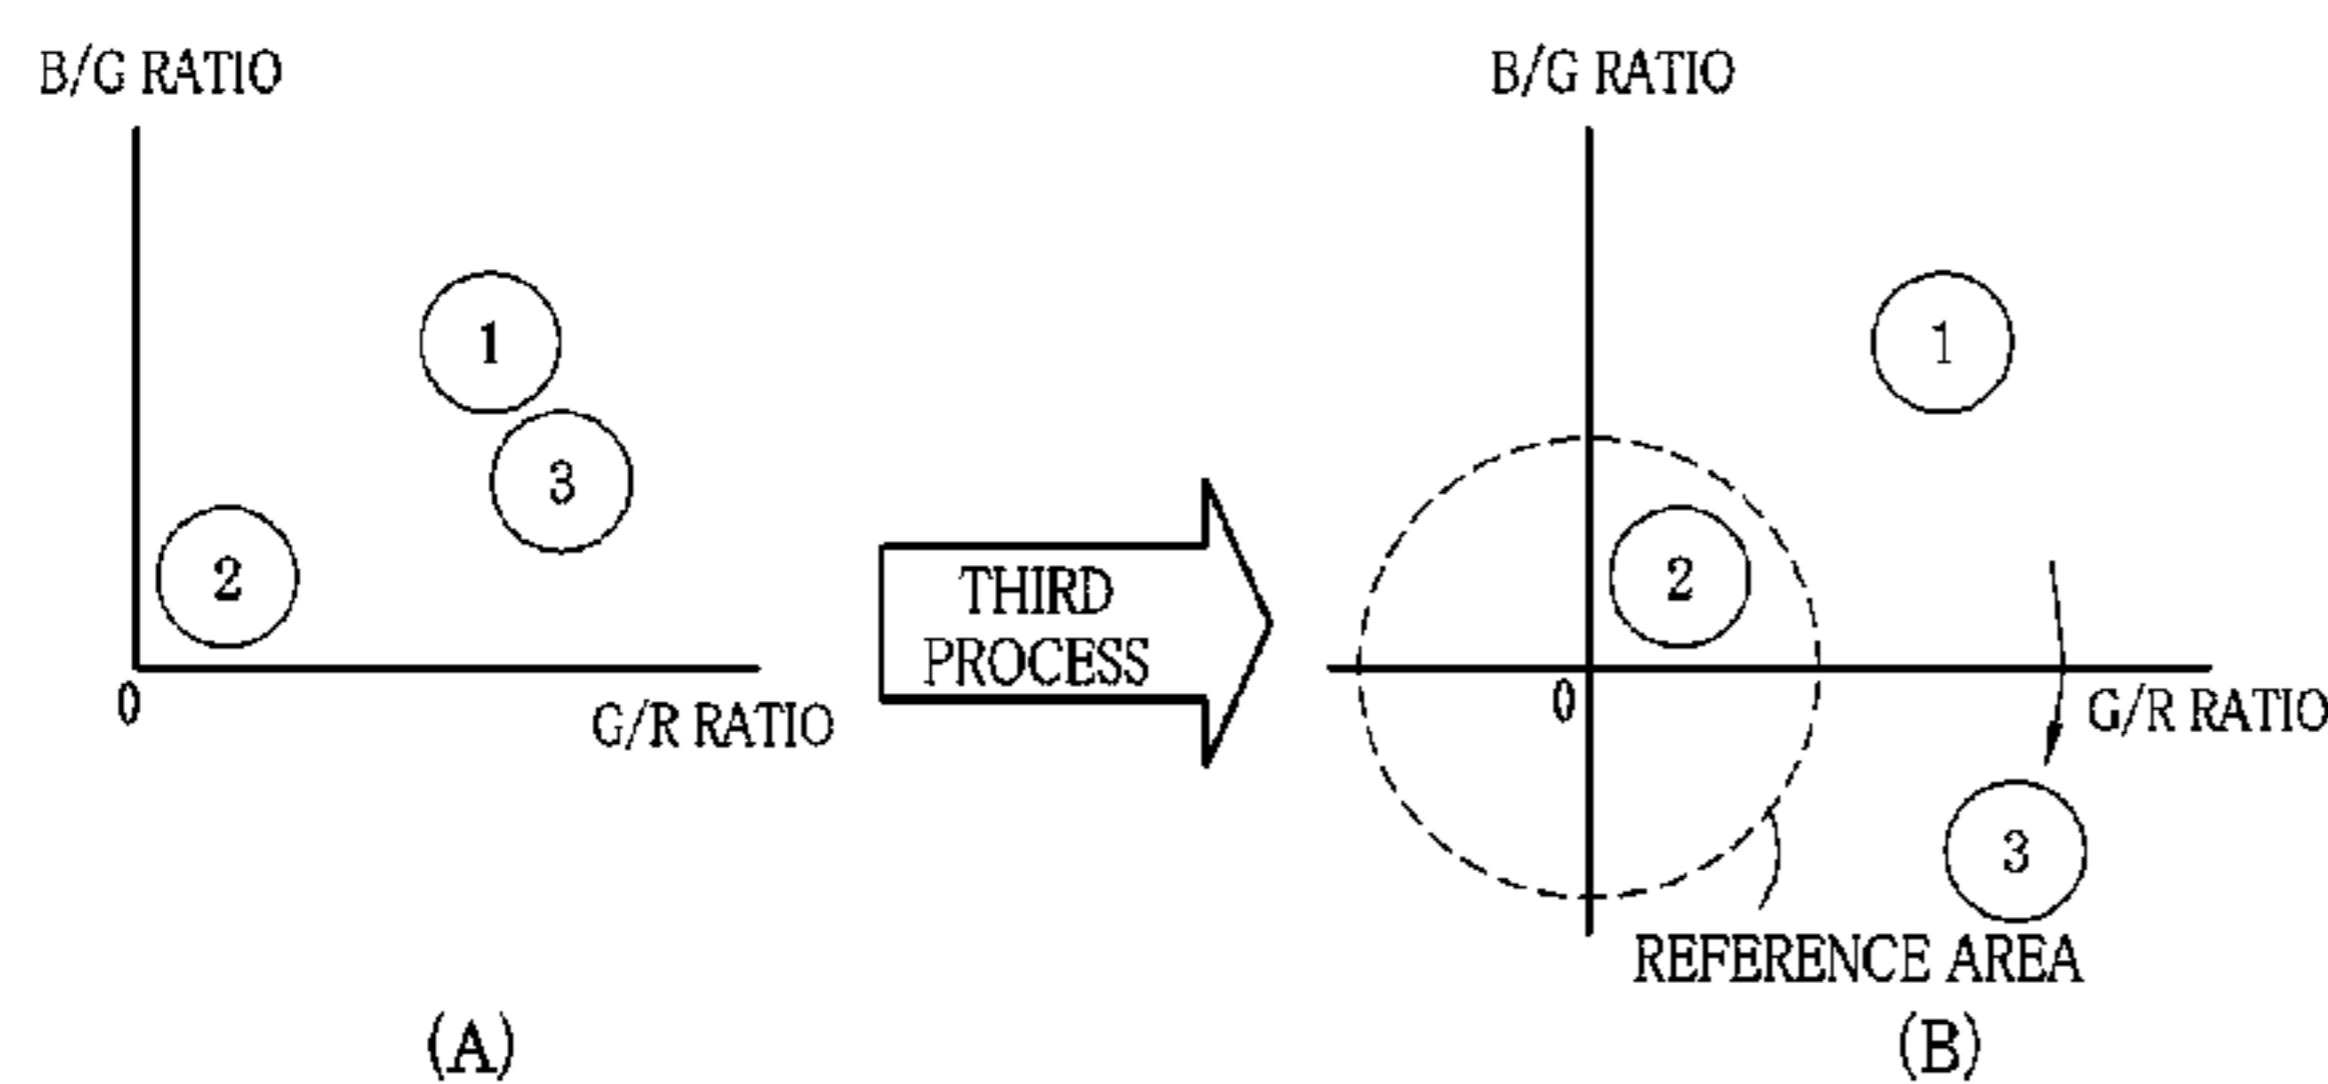 B/G RATIO
1
3
2
0
G/R RATIO
(A)
THIRD
PROCESS
B/G RATIO
1
2
0
G/R RATIO
3
REFERENCE AREA
(B)